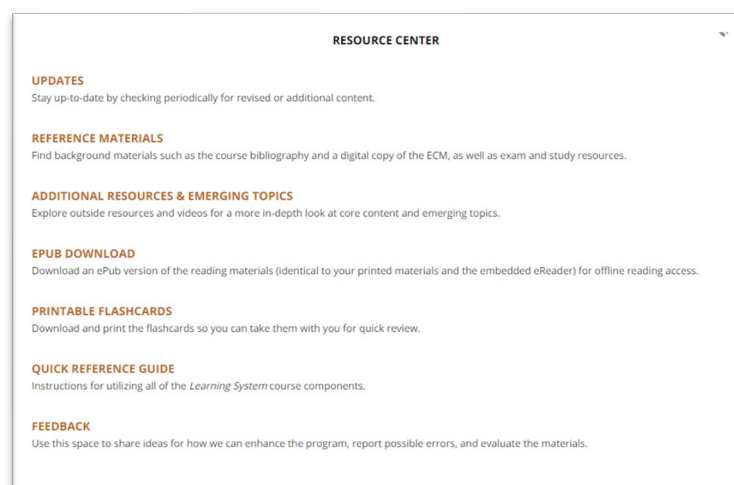 RESOURCE CENTER
UPDATES
Stay up-to-date by checking periodically for revised or additional content.
REFERENCE MATERIALS
Find background materials such as the course bibliography and a digital copy of the ECM, as well as exam and study resources.
ADDITIONAL RESOURCES & EMERGING TOPICS
Explore outside resources and videos for a more in-depth look at core content and emerging topics.
EPUB DOWNLOAD
Download an ePub version of the reading materials (identical to your printed materials and the embedded eReader) for offline reading access.
PRINTABLE FLASHCARDS
Download and print the flashcards so you can take them with you for quick review.
QUICK REFERENCE GUIDE
Instructions for utilizing all of the Learning System course components.
FEEDBACK
Use this space to share ideas for how we can enhance the program, report possible errors, and evaluate the materials.